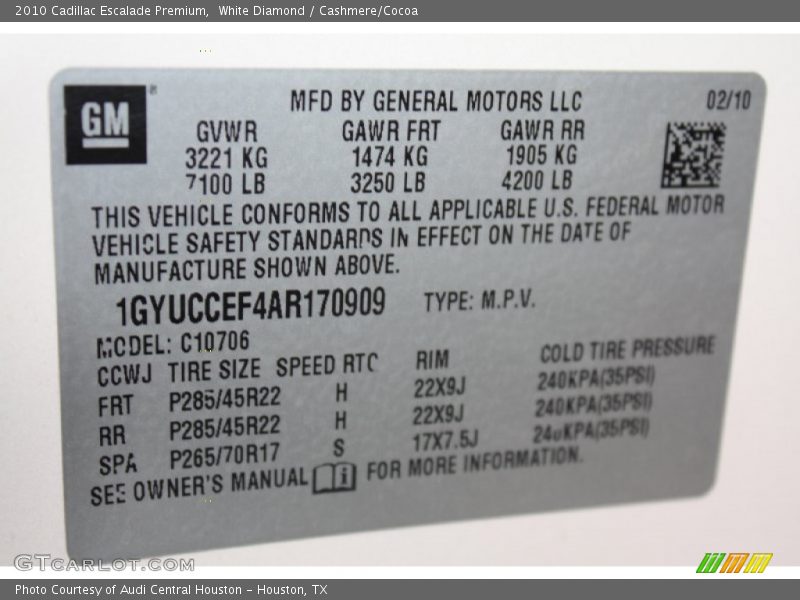 2010 Cadillac Escalade Premium,  White Diamond / Cashmere/Cocoa
GM®
MFD BY GENERAL MOTORS LLC 02/10
GVWR GAWR FRT GAWR RR
3221 KG 1474 KG 1905 KG
7100 LB 3250 LB 4200 LB
THIS VEHICLE CONFORMS TO ALL APPLICABLE U.S. FEDERAL MOTOR
VEHICLE SAFETY STANDARDS IN EFFECT ON THE DATE OF
MANUFACTURE SHOWN ABOVE.
1GYUCCEF4AR170909 TYPE: M.P.V.
MODEL: C10706
CCWJ TIRE SIZE SPEED RTG RIM COLD TIRE PRESSURE
FRT P285/45R22 H 22X9J 240KPA(35PSI)
RR P285/45R22 H 22X9J 240KPA(35PSI)
SPA P265/70R17 S 17X7.5J 240KPA(35PSI)
SEE OWNER'S MANUAL i FOR MORE INFORMATION.
GTCARLOT.COM
Photo Courtesy of Audi Central Houston - Houston, TX